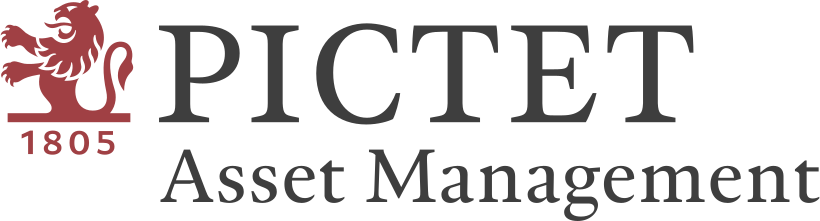 PICTET
1805
Asset Management